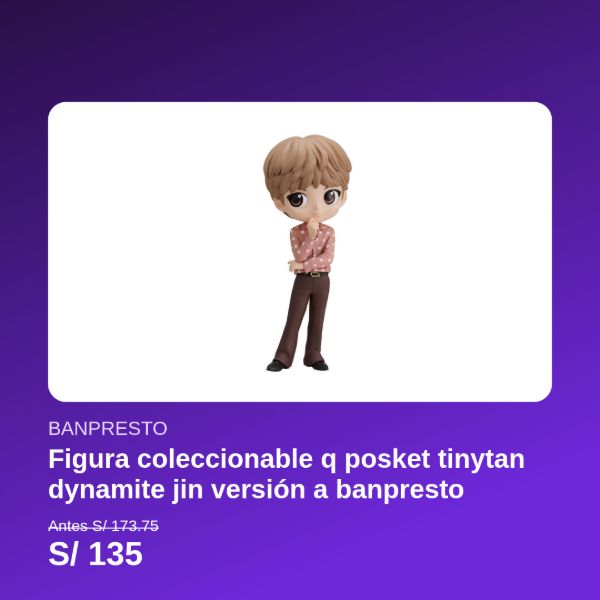 BANPRESTO
Figura coleccionable q posket tinytan
dynamite jin versión a banpresto
Antes S/ 173.75
S/ 135